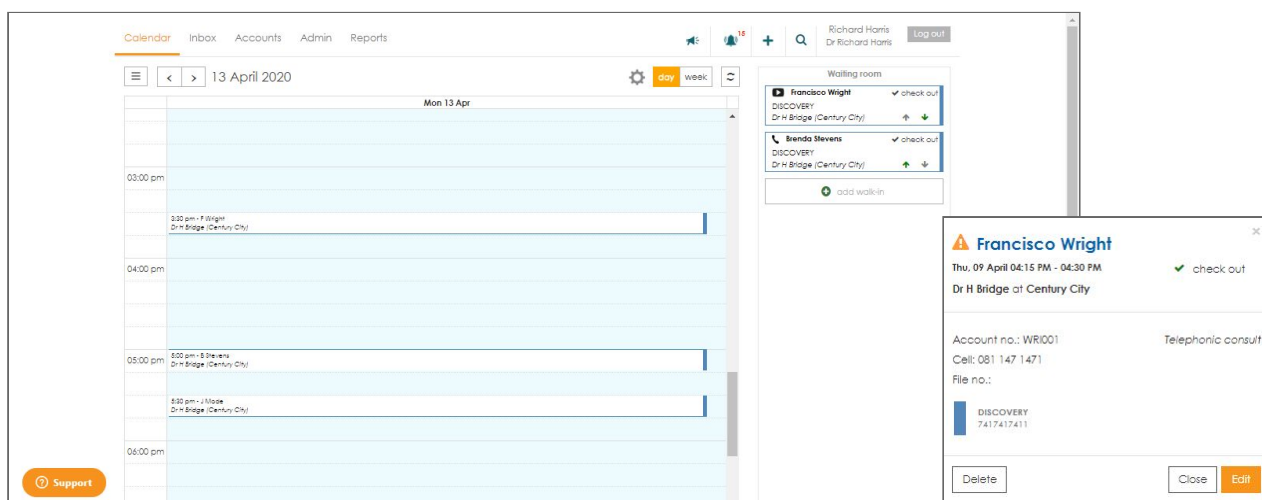 Calendar Inbox Accounts Admin Reports
15
Richard Harris
Dr Richard Harris
Log out
13 April 2020
day week
Mon 13 Apr
03:00 pm
3:30 pm - F Wright
Dr H Bridge (Century City)
04:00 pm
05:00 pm
5:00 pm - B Stevens
Dr H Bridge (Century City)
5:30 pm - J Mode
Dr H Bridge (Century City)
06:00 pm
Support
Waiting room
Francisco Wright check out
DISCOVERY
Dr H Bridge (Century City)
Brenda Stevens check out
DISCOVERY
Dr H Bridge (Century City)
add walk-in
Francisco Wright
Thu, 09 April 04:15 PM - 04:30 PM check out
Dr H Bridge at Century City
Account no.: WRI001 Telephonic consult
Cell: 081 147 1471
File no.:
DISCOVERY
7417417411
Delete Close Edit